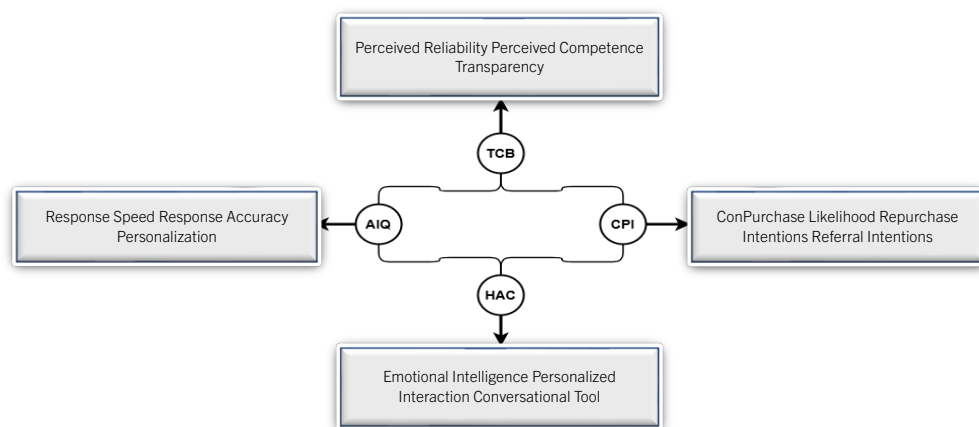 Perceived Reliability Perceived Competence
Transparency
TCB
Response Speed Response Accuracy
Personalization
AIQ
CPI
ConPurchase Likelihood Repurchase
Intentions Referral Intentions
HAC
Emotional Intelligence Personalized
Interaction Conversational Tool